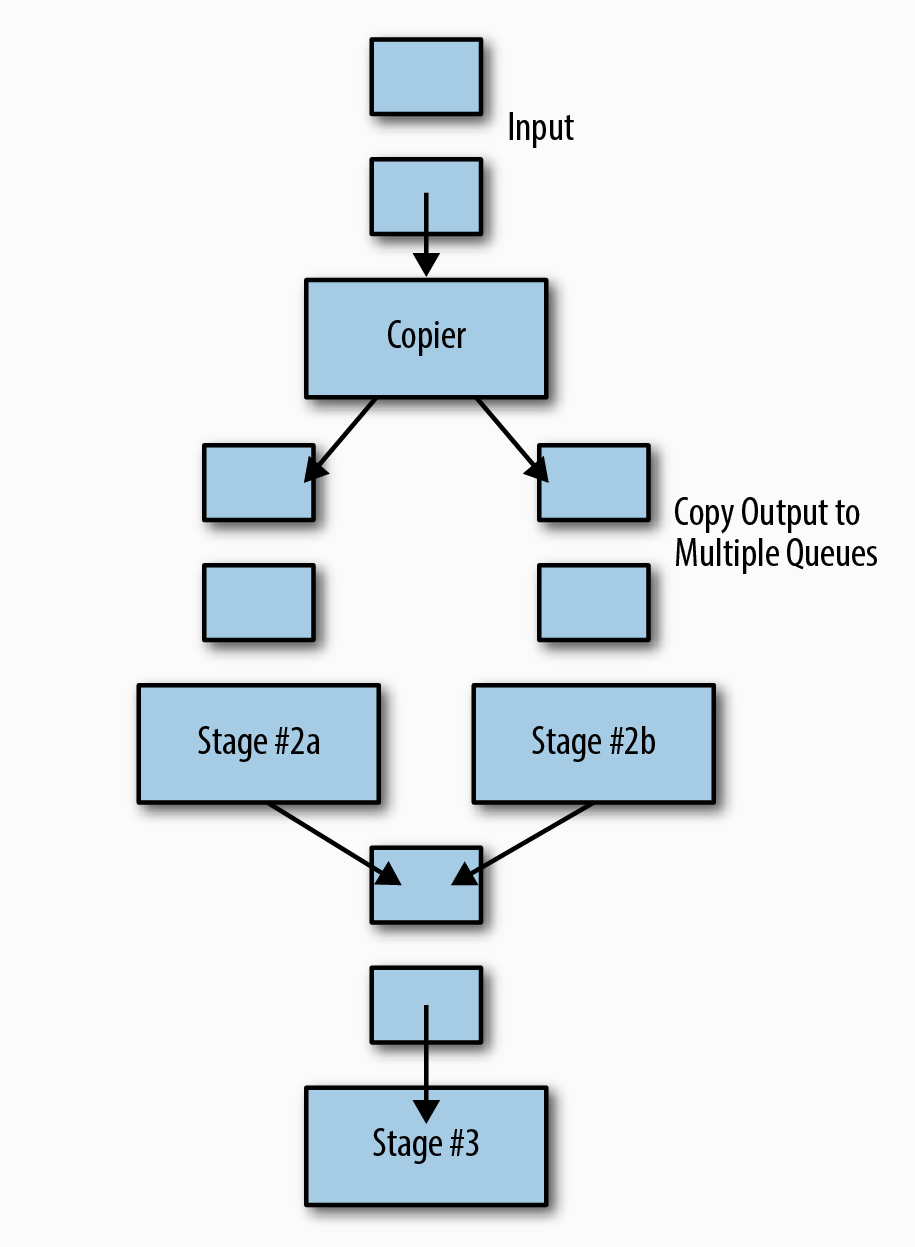 Input
Copier
Copy Output to
Multiple Queues
Stage #2a
Stage #2b
Stage #3